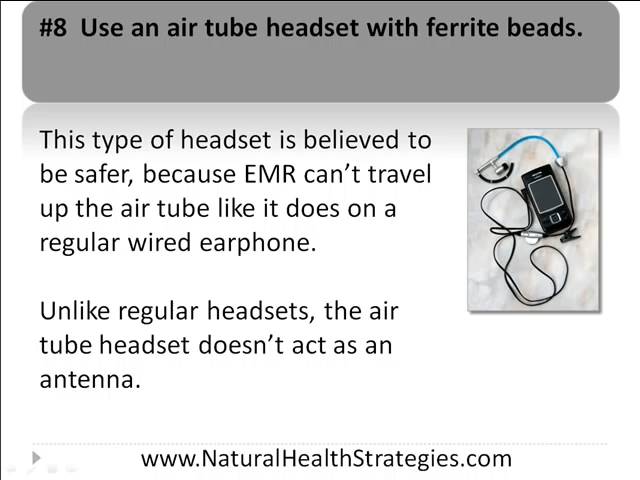 #8  Use an air tube headset with ferrite beads.
This type of headset is believed to
be safer, because EMR can’t travel
up the air tube like it does on a
regular wired earphone.
Unlike regular headsets, the air
tube headset doesn’t act as an
antenna.
www.NaturalHealthStrategies.com